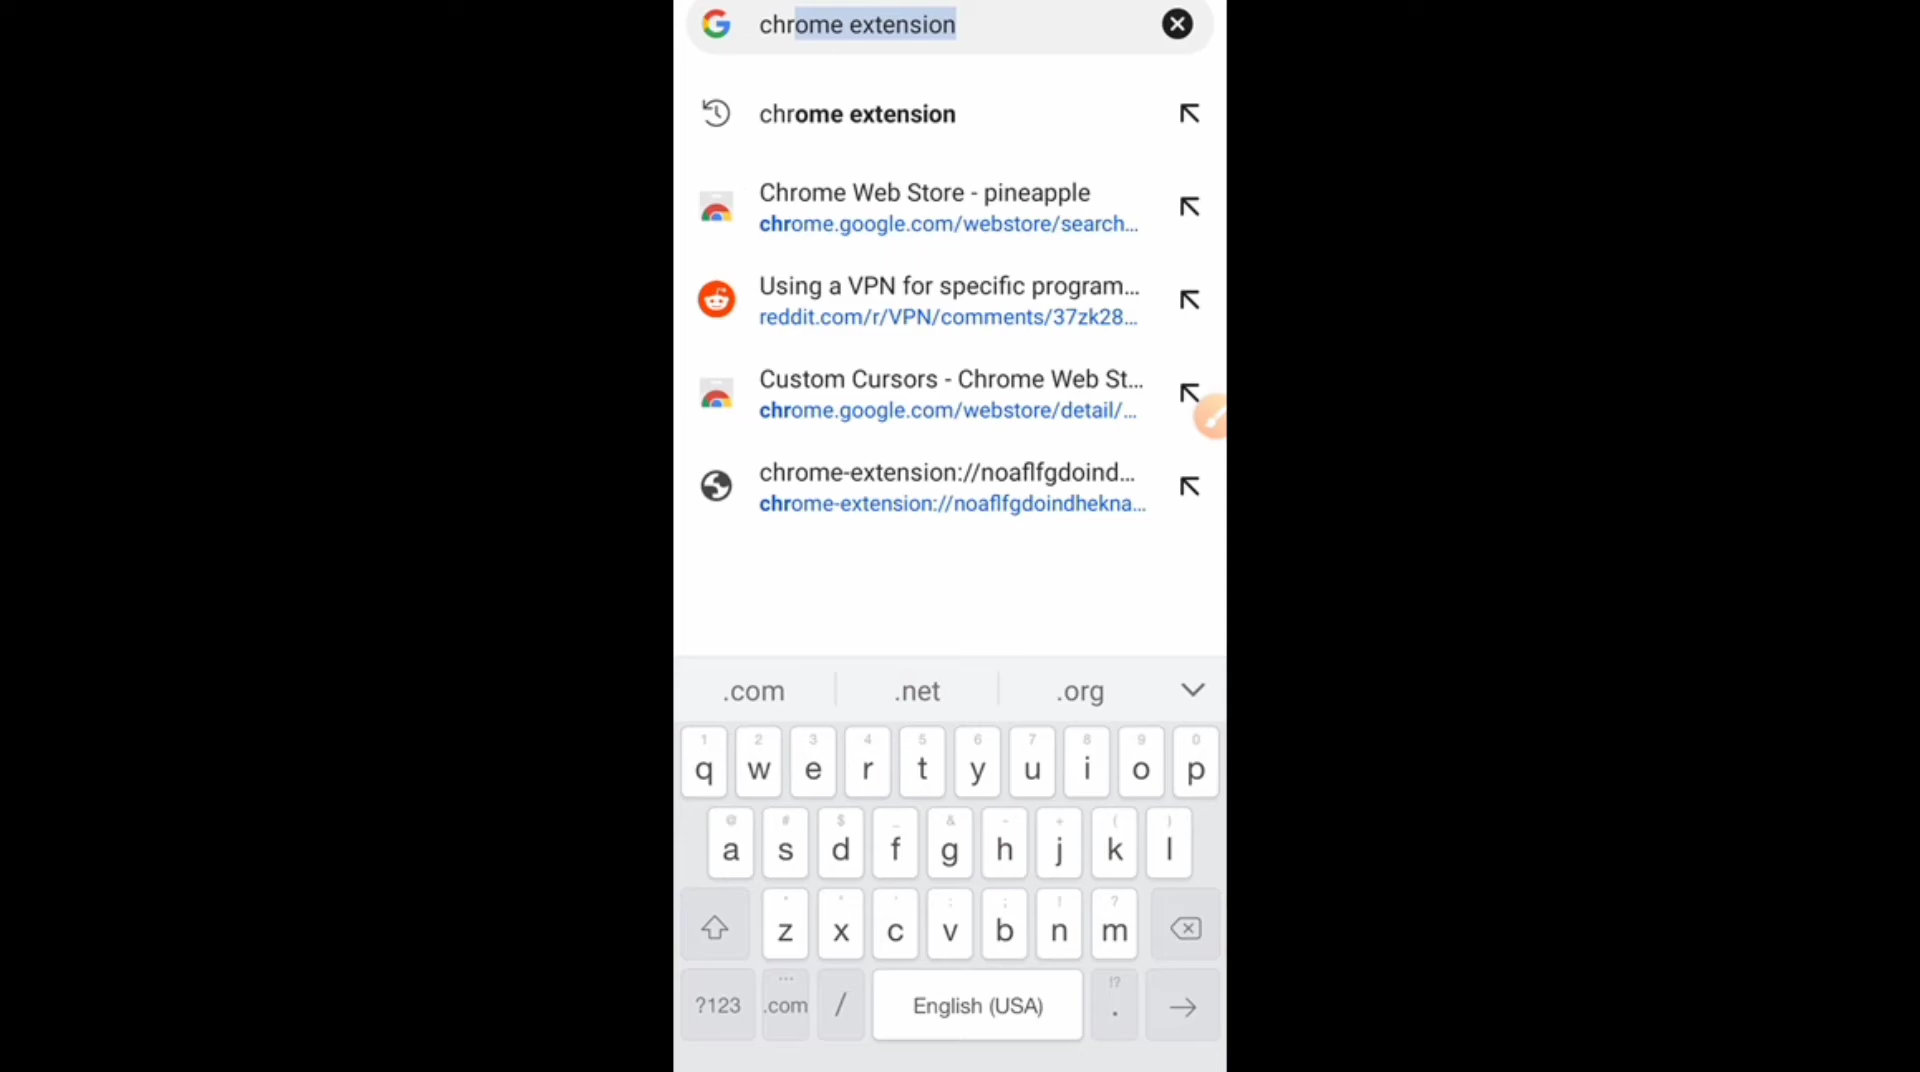 chrome extension
chrome extension
Chrome Web Store - pineapple
chrome.google.com/webstore/search...
Using a VPN for specific program...
reddit.com/r/VPN/comments/37zk28...
Custom Cursors - Chrome Web St...
chrome.google.com/webstore/detail/...
chrome-extension://noaflfgdoind...
chrome-extension://noaflfgdoindhekna...
.com .net .org
1 2 3 4 5 6 7 8 9 0
q w e r t y u i o p
@ # $ _ & - + ( )
a s d f g h j k l
: ; ! ?
z x c v b n m
... !?
?123 .com / English (USA) .